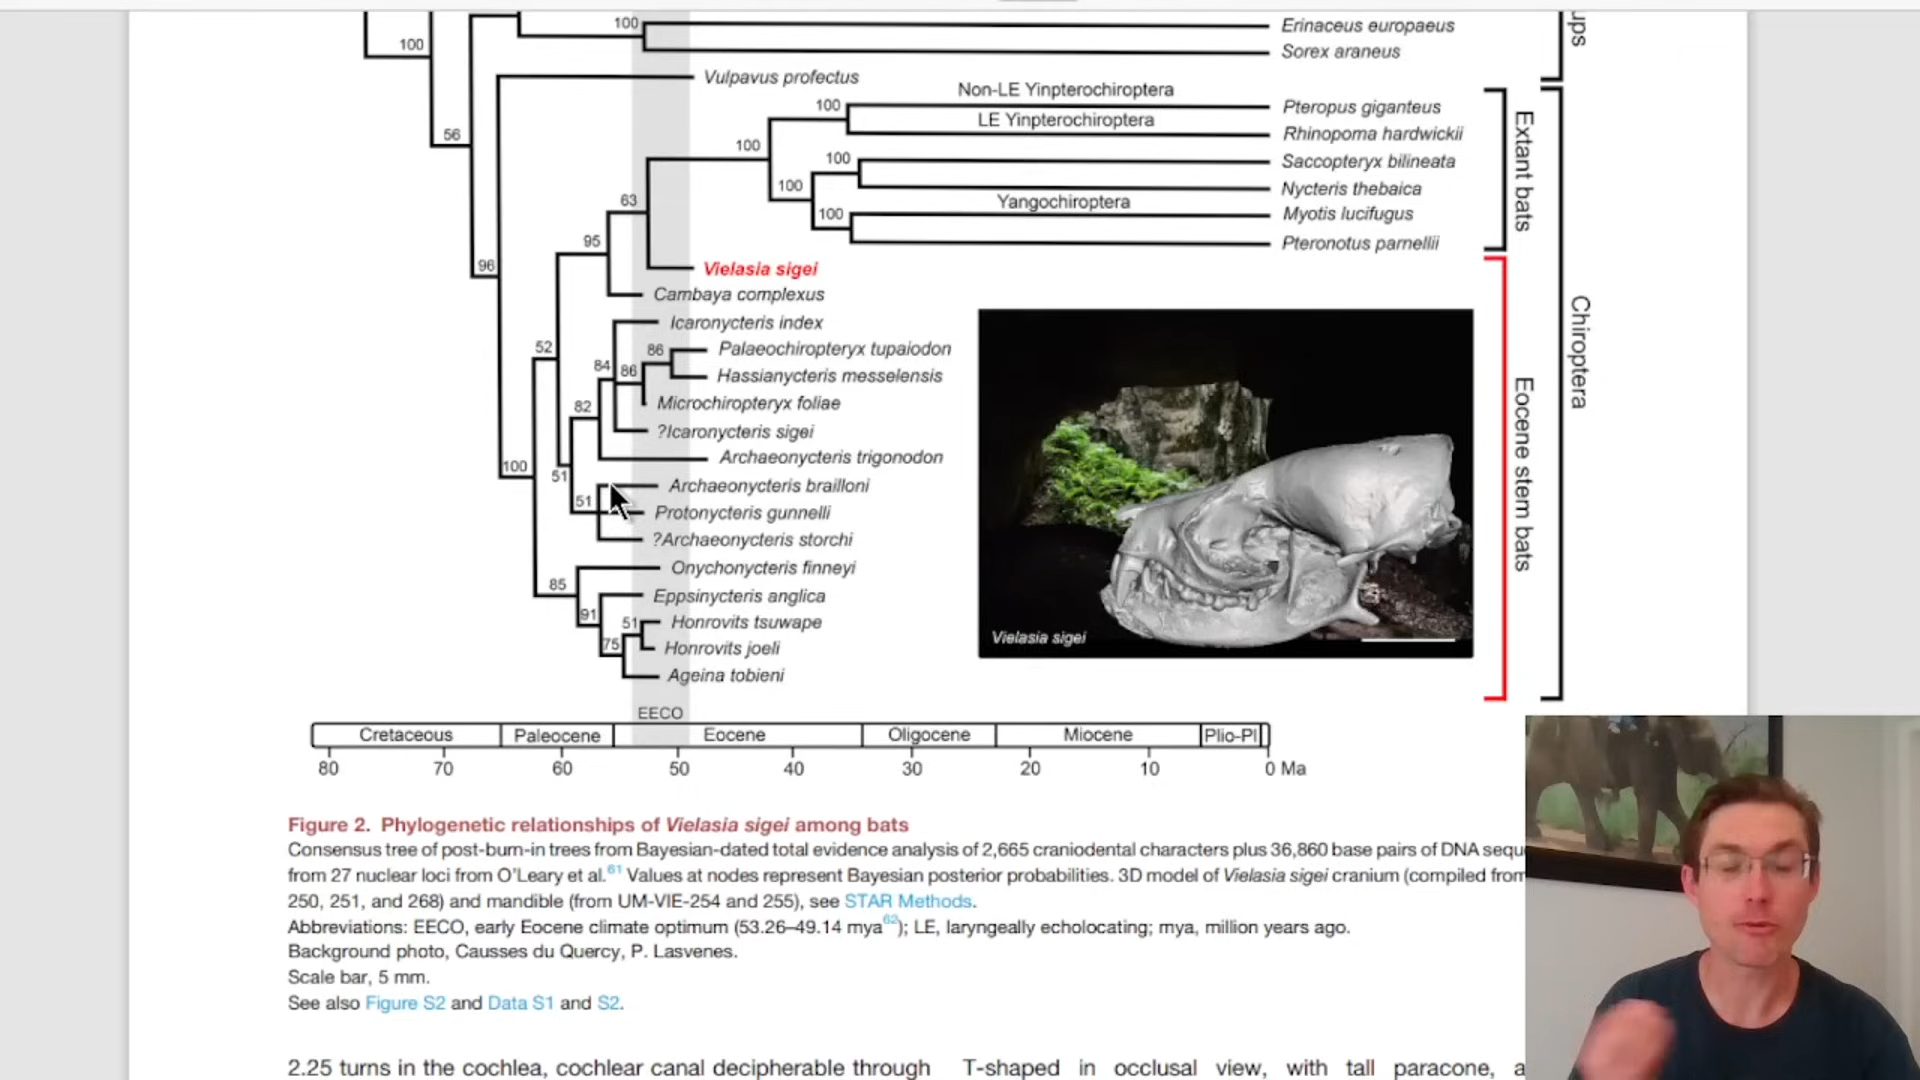 100
Erinaceus europaeus
Sorex araneus
ups
100
Vulpavus profectus
Non-LE Yinpterochiroptera
100
Pteropus giganteus
LE Yinpterochiroptera
Rhinopoma hardwickii
56
100
100
Saccopteryx bilineata
100
Nycteris thebaica
Yangochiroptera
100
Myotis lucifugus
Pteronotus parnellii
Extant bats
63
95
96
Vielasia sigei
Cambaya complexus
Icaronycteris index
52
86
Palaeochiropteryx tupaiodon
84
86
Hassianycteris messelensis
82
Microchiropteryx foliae
?Icaronycteris sigei
Archaeonycteris trigonodon
100
51
51
Archaeonycteris brailloni
Protonycteris gunnelli
?Archaeonycteris storchi
85
Onychonycteris finneyi
91
Eppsinycteris anglica
51
Honrovits tsuwape
75
Honrovits joeli
Ageina tobieni
Vielasia sigei
Eocene stem bats
Chiroptera
EECO
Cretaceous Paleocene Eocene Oligocene Miocene Plio-Pl
80 70 60 50 40 30 20 10 0 Ma
Figure 2. Phylogenetic relationships of Vielasia sigei among bats
Consensus tree of post-burn-in trees from Bayesian-dated total evidence analysis of 2,665 craniodental characters plus 36,860 base pairs of DNA sequ
from 27 nuclear loci from O'Leary et al.61 Values at nodes represent Bayesian posterior probabilities. 3D model of Vielasia sigei cranium (compiled from
250, 251, and 268) and mandible (from UM-VIE-254 and 255), see STAR Methods.
Abbreviations: EECO, early Eocene climate optimum (53.26–49.14 mya62); LE, laryngeally echolocating; mya, million years ago.
Background photo, Causses du Quercy, P. Lasvenes.
Scale bar, 5 mm.
See also Figure S2 and Data S1 and S2.
2.25 turns in the cochlea, cochlear canal decipherable through
T-shaped in occlusal view, with tall paracone, a